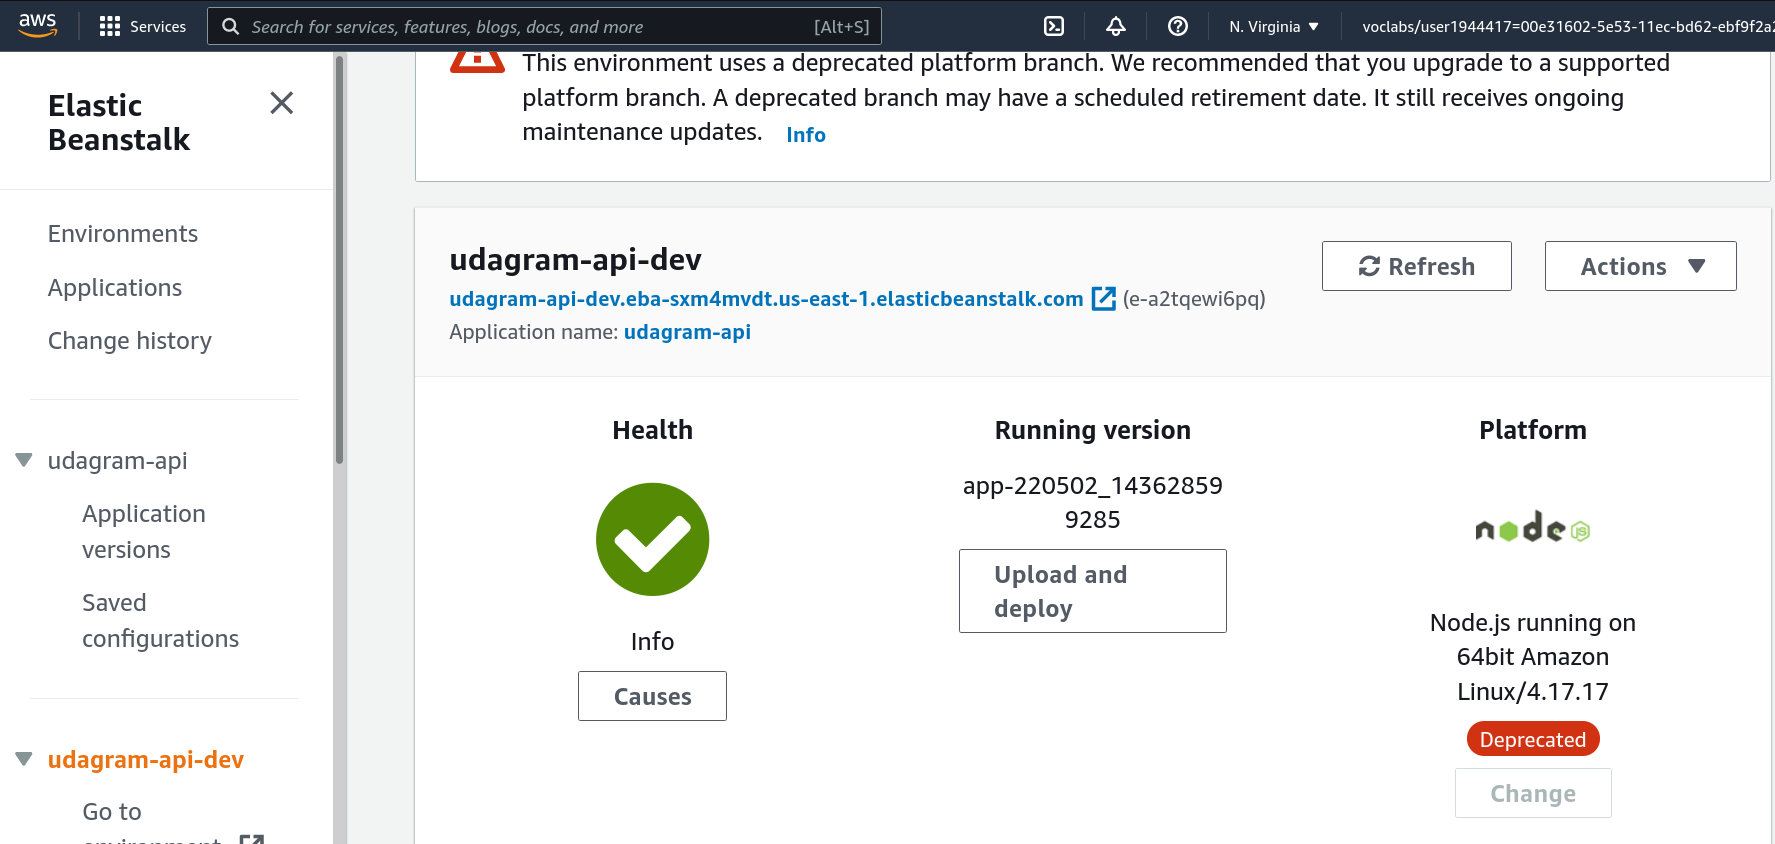 aws
Services
Search for services, features, blogs, docs, and more
[Alt+S]
N. Virginia
voclabs/user1944417=00e31602-5e53-11ec-bd62-ebf9f2a
Elastic
Beanstalk
Environments
Applications
Change history
udagram-api
Application
versions
Saved
configurations
udagram-api-dev
Go to
environment
This environment uses a deprecated platform branch. We recommended that you upgrade to a supported
platform branch. A deprecated branch may have a scheduled retirement date. It still receives ongoing
maintenance updates. Info
udagram-api-dev
Refresh
Actions
udagram-api-dev.eba-sxm4mvdt.us-east-1.elasticbeanstalk.com (e-a2tqewi6pq)
Application name: udagram-api
Health
Info
Causes
Running version
app-220502_14362859
9285
Upload and
deploy
Platform
node
JS
Node.js running on
64bit Amazon
Linux/4.17.17
Deprecated
Change